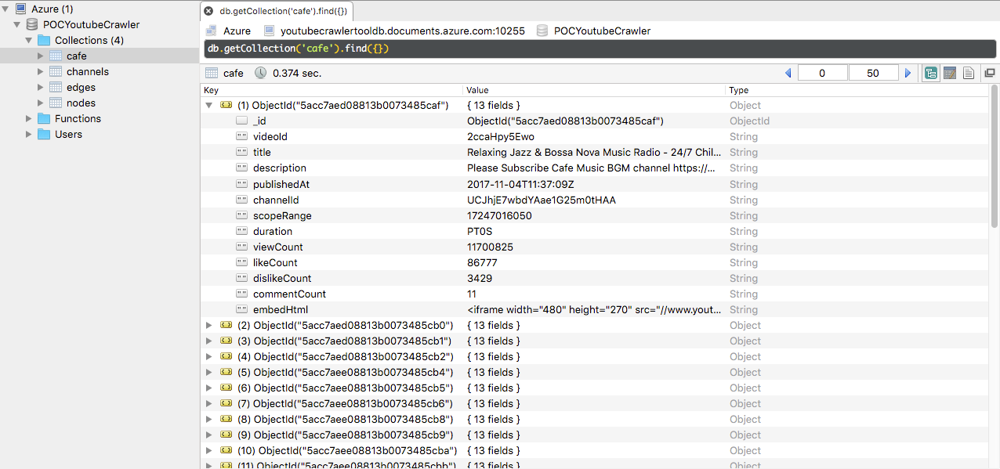 Azure (1)
POCYoutubeCrawler
Collections (4)
cafe
channels
edges
nodes
Functions
Users
db.getCollection('cafe').find({})
Azure youtubecrawlertooldb.documents.azure.com:10255 POCYoutubeCrawler
db.getCollection('cafe').find({})
cafe 0.374 sec. 0 50
Key Value Type
(1) ObjectId("5acc7aed08813b0073485caf") { 13 fields } Object
_id ObjectId("5acc7aed08813b0073485caf") ObjectId
videoId 2ccaHpy5Ewo String
title Relaxing Jazz & Bossa Nova Music Radio - 24/7 Chil... String
description Please Subscribe Cafe Music BGM channel https://... String
publishedAt 2017-11-04T11:37:09Z String
channelId UCJhjE7wbdYAae1G25m0tHAA String
scopeRange 17247016050 String
duration PT0S String
viewCount 11700825 String
likeCount 86777 String
dislikeCount 3429 String
commentCount 11 String
embedHtml <iframe width="480" height="270" src="//www.yout... String
(2) ObjectId("5acc7aed08813b0073485cb0") { 13 fields } Object
(3) ObjectId("5acc7aed08813b0073485cb1") { 13 fields } Object
(4) ObjectId("5acc7aed08813b0073485cb2") { 13 fields } Object
(5) ObjectId("5acc7aee08813b0073485cb4") { 13 fields } Object
(6) ObjectId("5acc7aee08813b0073485cb5") { 13 fields } Object
(7) ObjectId("5acc7aee08813b0073485cb6") { 13 fields } Object
(8) ObjectId("5acc7aee08813b0073485cb8") { 13 fields } Object
(9) ObjectId("5acc7aee08813b0073485cb9") { 13 fields } Object
(10) ObjectId("5acc7aee08813b0073485cba") { 13 fields } Object
(11) ObjectId("5acc7aee08813b0073485cbb") { 13 fields } Object